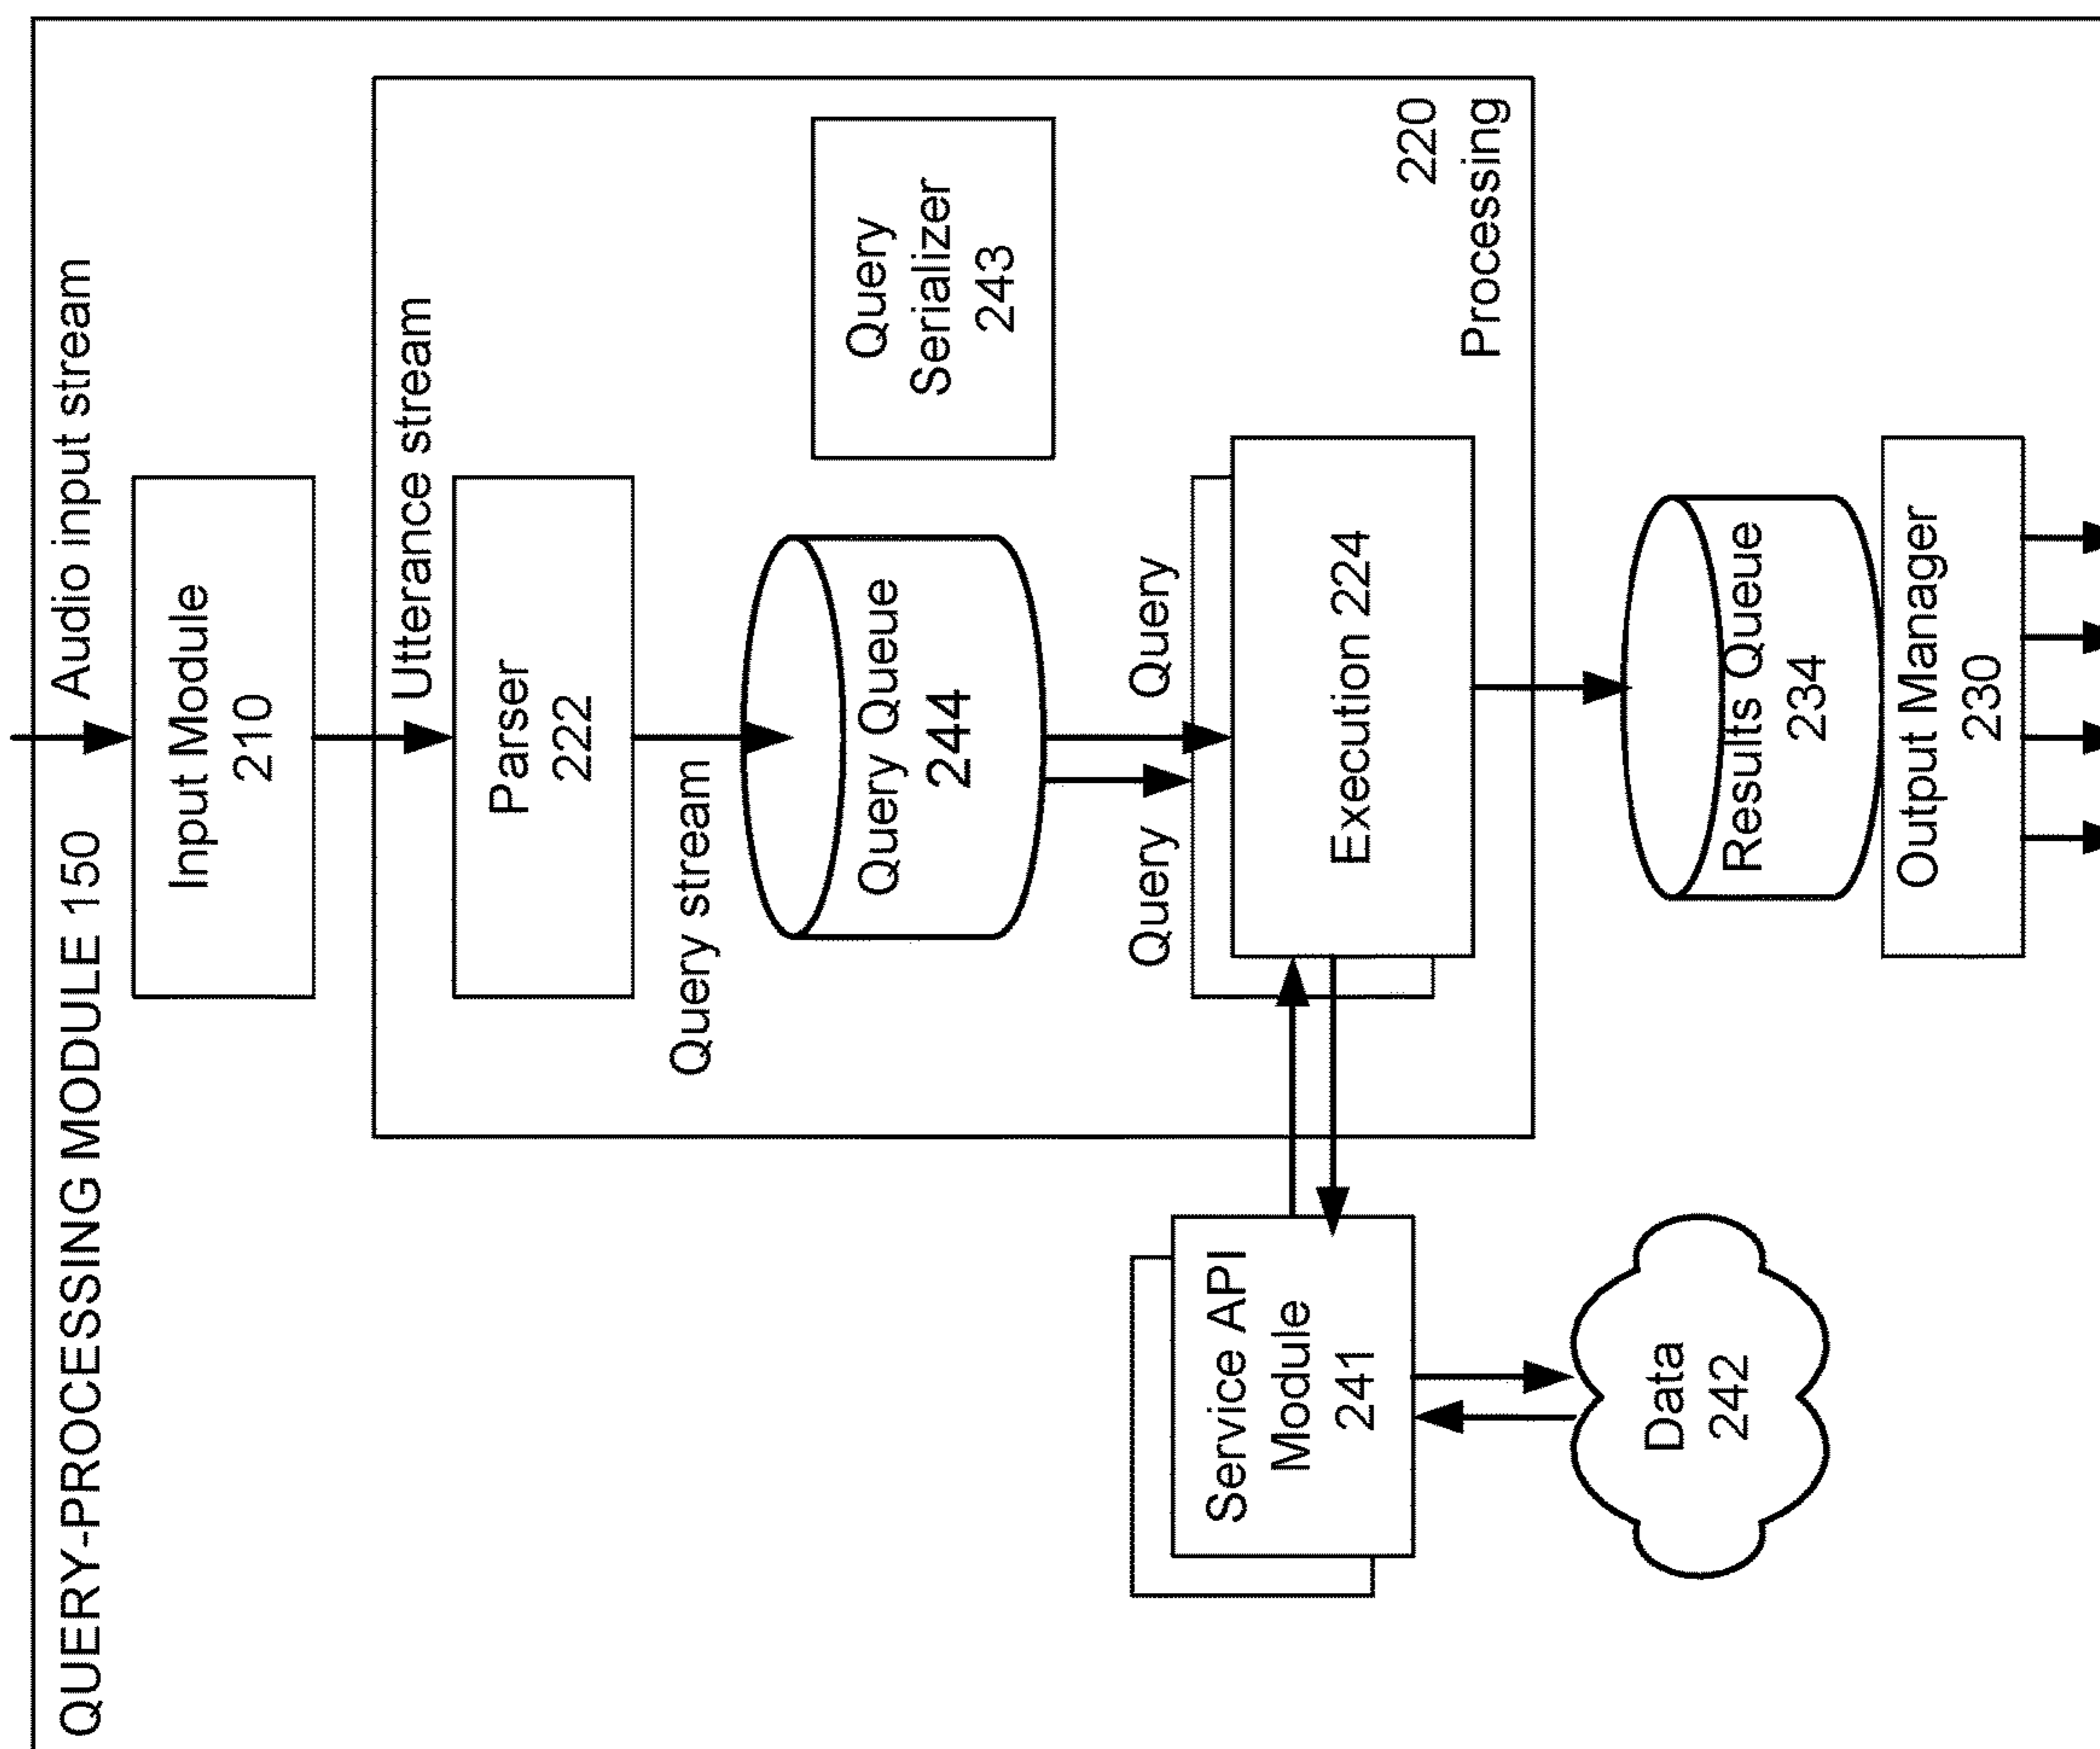 QUERY-PROCESSING MODULE 150
Audio input stream
Input Module
210
Utterance stream
Parser
222
Query stream
Query Queue
244
Query
Serializer
243
Query
Query
Execution 224
220
Processing
Service API
Module
241
Data
242
Results Queue
234
Output Manager
230